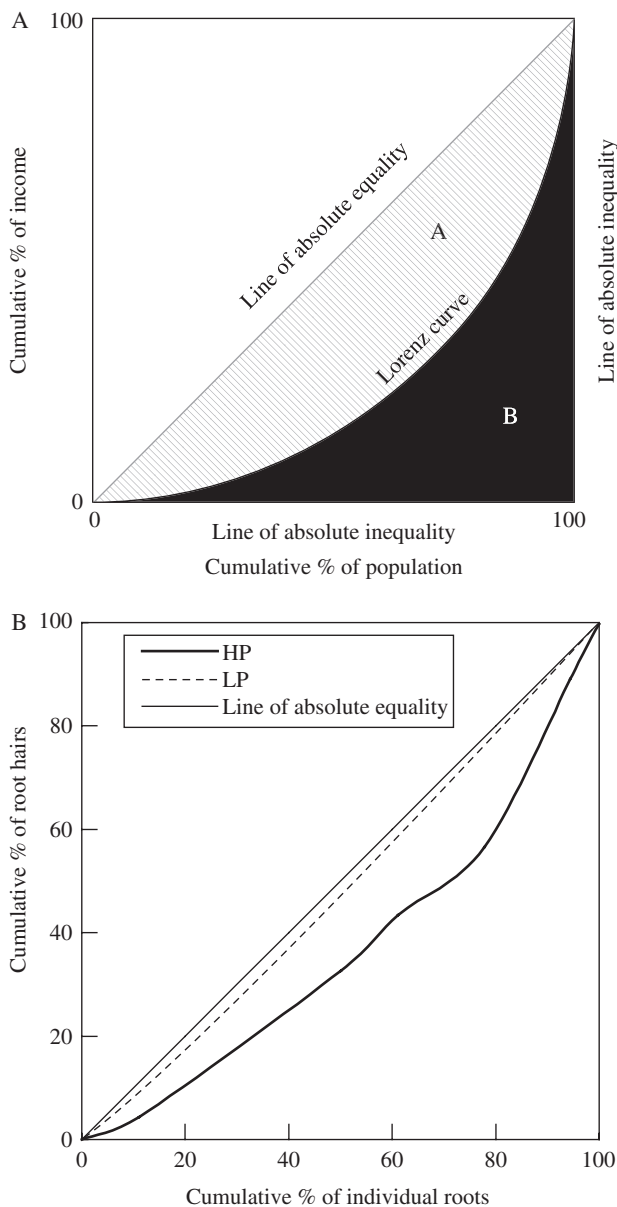 A
100
Cumulative % of income
Line of absolute equality
A
Lorenz curve
B
Line of absolute inequality
0
0
Line of absolute inequality
100
Cumulative % of population
B
100
80
60
40
20
0
Cumulative % of root hairs
HP
LP
Line of absolute equality
0 20 40 60 80 100
Cumulative % of individual roots